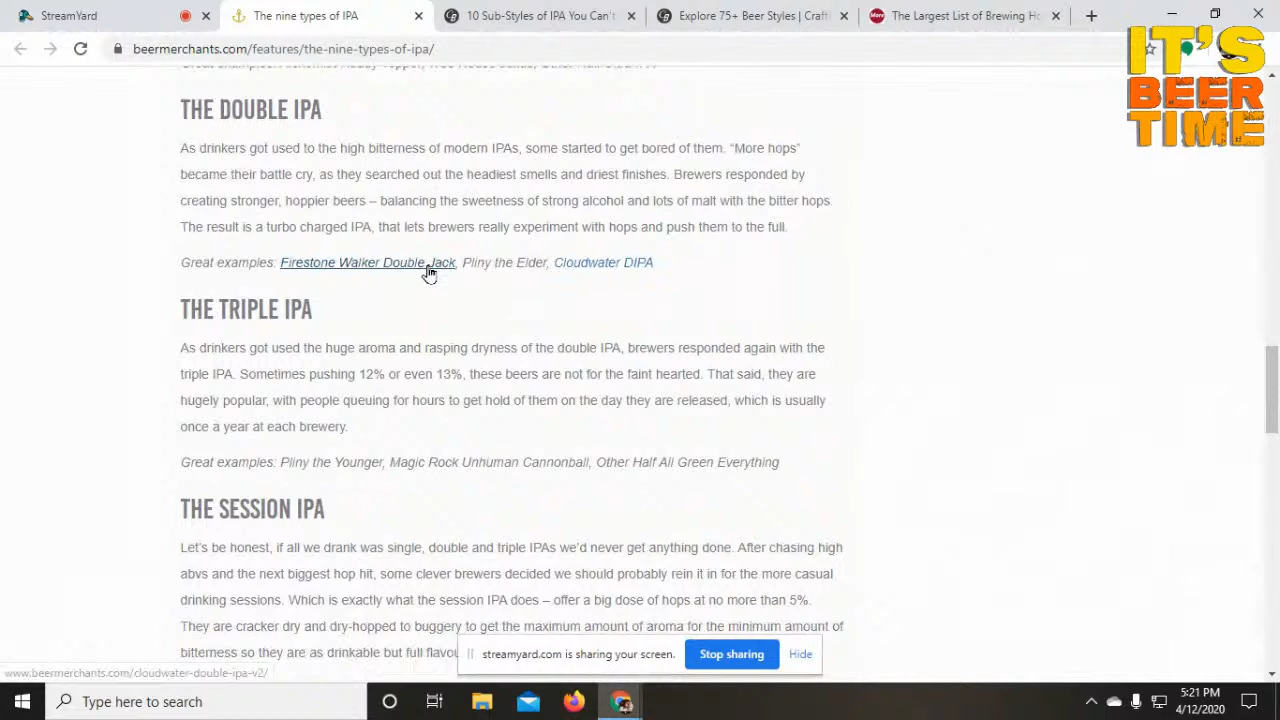 StreamYard
The nine types of IPA
10 Sub-Styles of IPA You Can't
Explore 75+ Beer Styles | Craft
The Largest List of Brewing Ho
beermerchants.com/features/the-nine-types-of-ipa/
IT'S
BEER
TIME
THE DOUBLE IPA
As drinkers got used to the high bitterness of modern IPAs, some started to get bored of them. “More hops”
became their battle cry, as they searched out the headiest smells and driest finishes. Brewers responded by
creating stronger, hoppier beers – balancing the sweetness of strong alcohol and lots of malt with the bitter hops.
The result is a turbo charged IPA, that lets brewers really experiment with hops and push them to the full.
Great examples: Firestone Walker Double Jack, Pliny the Elder, Cloudwater DIPA
THE TRIPLE IPA
As drinkers got used the huge aroma and rasping dryness of the double IPA, brewers responded again with the
triple IPA. Sometimes pushing 12% or even 13%, these beers are not for the faint hearted. That said, they are
hugely popular, with people queuing for hours to get hold of them on the day they are released, which is usually
once a year at each brewery.
Great examples: Pliny the Younger, Magic Rock Unhuman Cannonball, Other Half All Green Everything
THE SESSION IPA
Let's be honest, if all we drank was single, double and triple IPAs we'd never get anything done. After chasing high
abvs and the next biggest hop hit, some clever brewers decided we should probably rein it in for the more casual
drinking sessions. Which is exactly what the session IPA does – offer a big dose of hops at no more than 5%.
They are cracker dry and dry-hopped to buggery to get the maximum amount of aroma for the minimum amount of
bitterness so they are as drinkable but full flavou
streamyard.com is sharing your screen.
Stop sharing
Hide
www.beermerchants.com/cloudwater-double-ipa-v2/
Type here to search
5:21 PM
4/12/2020